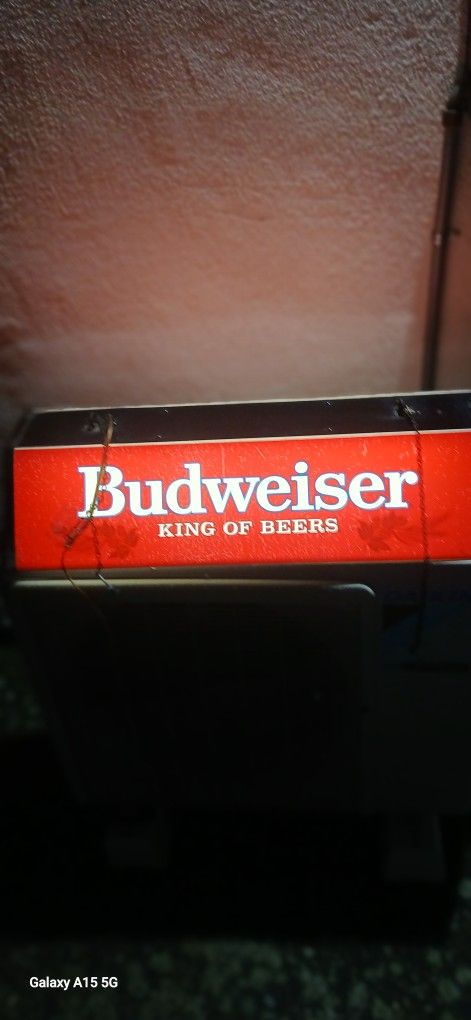 Budweiser
KING OF BEERS
Galaxy A15 5G